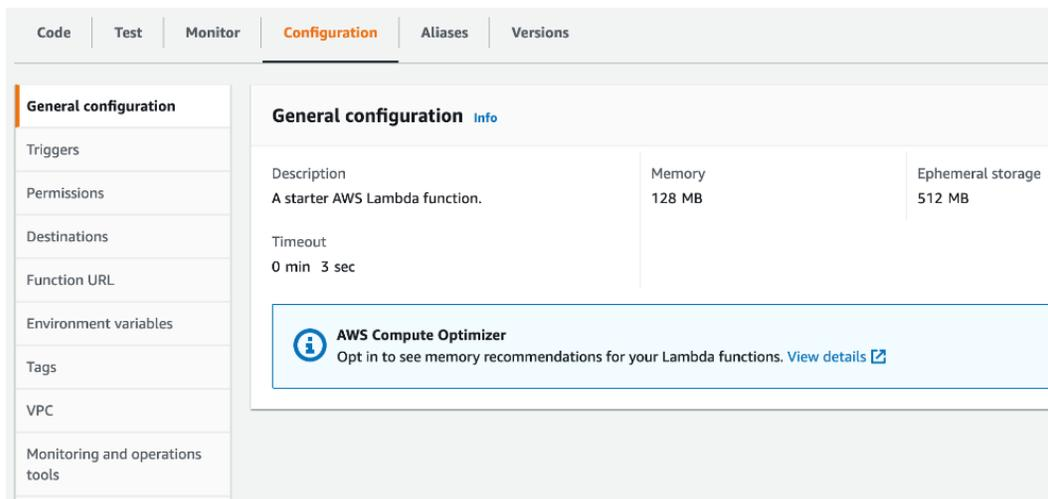 Code Test Monitor Configuration Aliases Versions
General configuration
Triggers
Permissions
Destinations
Function URL
Environment variables
Tags
VPC
Monitoring and operations
tools
General configuration Info
Description
A starter AWS Lambda function.
Memory
128 MB
Ephemeral storage
512 MB
Timeout
0 min 3 sec
AWS Compute Optimizer
Opt in to see memory recommendations for your Lambda functions. View details